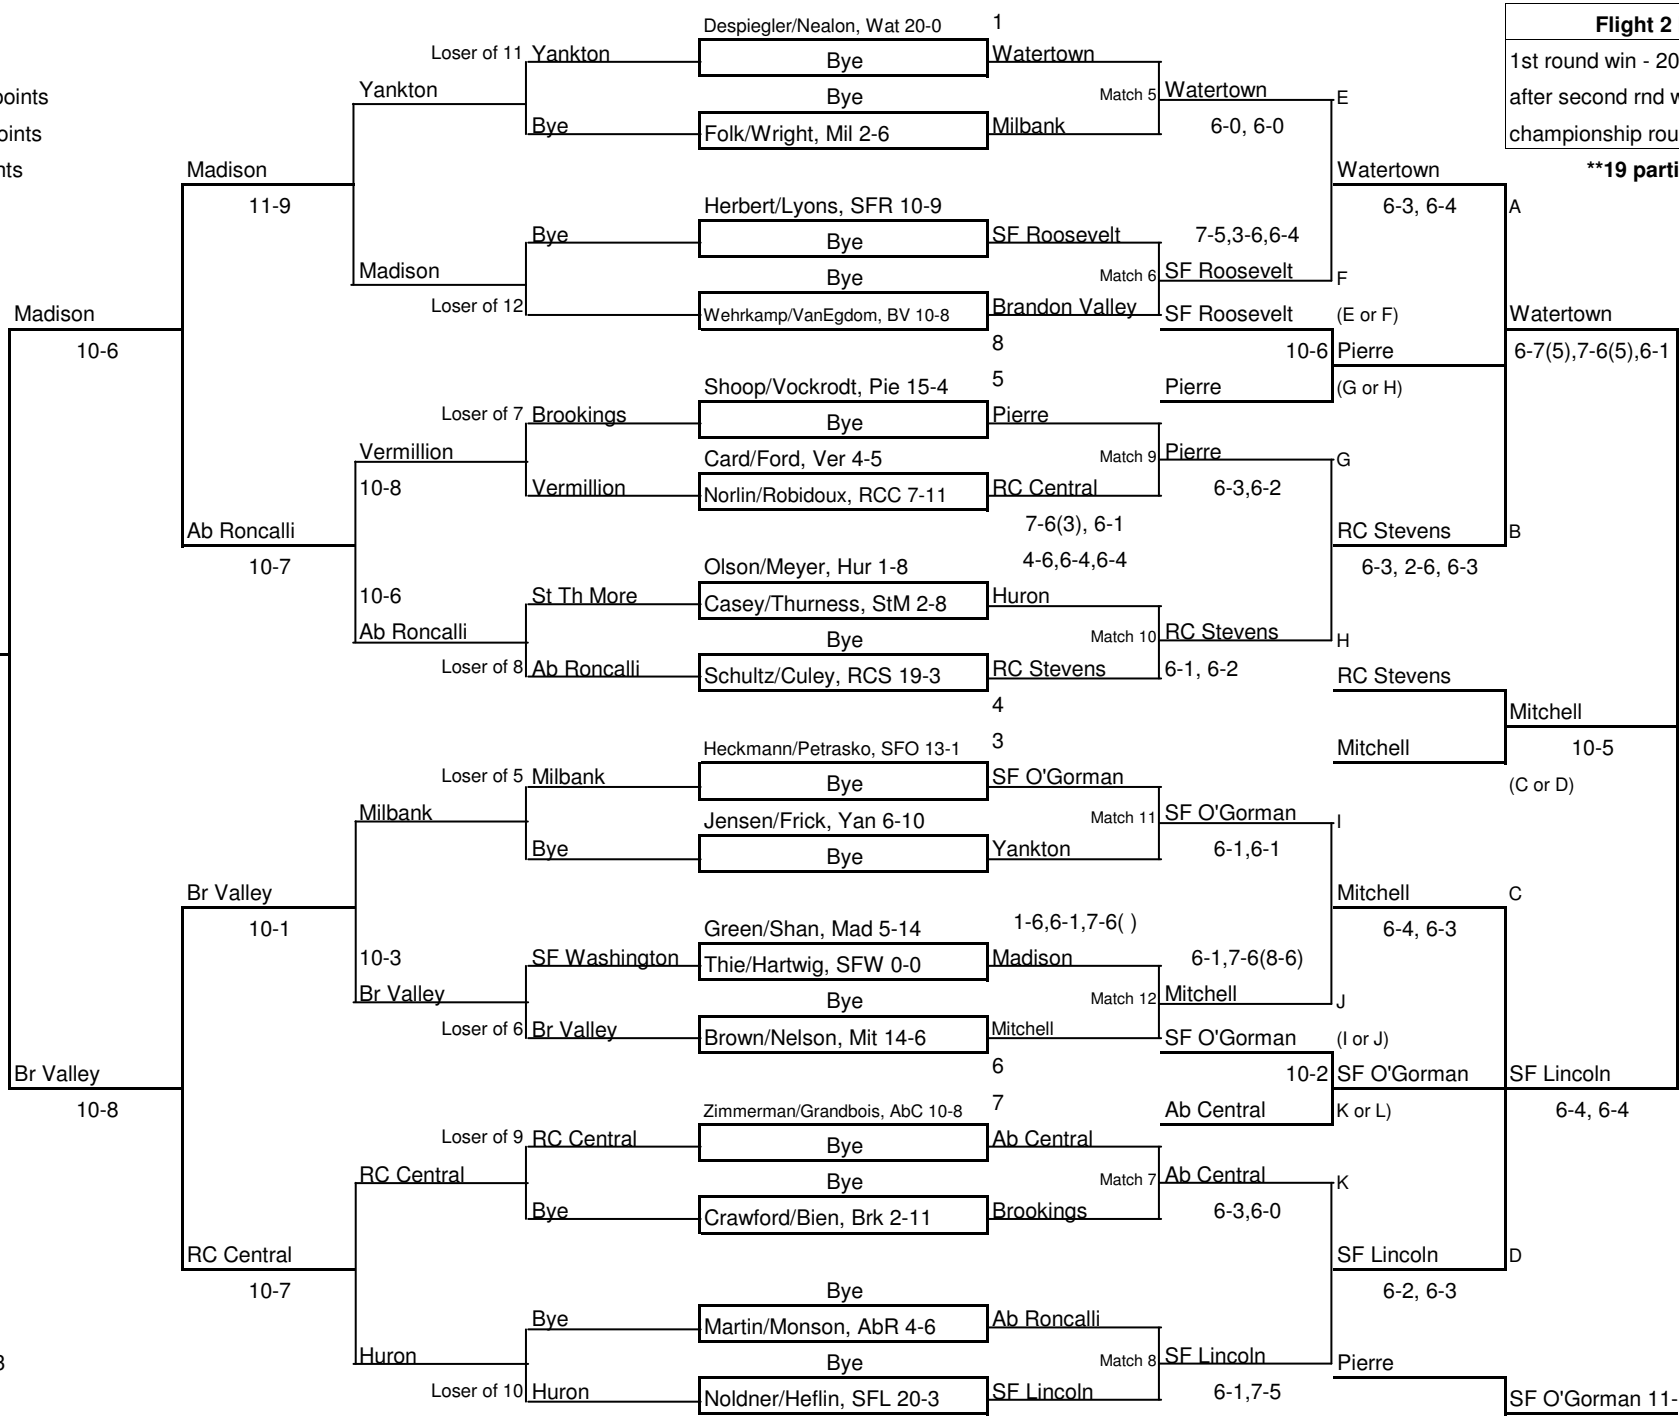 Despiegler/Nealon, Wat 20-0 1 Flight 2
Loser of 11 Yankton Bye Watertown 1st round win - 20
points Yankton Bye Match 5 Watertown E after second rnd w
oints Bye Folk/Wright, Mil 2-6 Milbank 6-0, 6-0 championship rou
nts Madison Watertown **19 parti
11-9 Herbert/Lyons, SFR 10-9 6-3, 6-4 A
Bye Bye SF Roosevelt 7-5,3-6,6-4
Madison Bye Match 6 SF Roosevelt F
Loser of 12 Wehrkamp/VanEgdom, BV 10-8 Brandon Valley
Madison SF Roosevelt (E or F) Watertown
10-6 8 10-6 Pierre 6-7(5),7-6(5),6-1
Shoop/Vockrodt, Pie 15-4 5 Pierre (G or H)
Loser of 7 Brookings Bye Pierre
Vermillion Card/Ford, Ver 4-5 Match 9 Pierre G
10-8 Vermillion Norlin/Robidoux, RCC 7-11 RC Central 6-3,6-2
7-6(3), 6-1
Ab Roncalli RC Stevens B
10-7 4-6,6-4,6-4 6-3, 2-6, 6-3
Olson/Meyer, Hur 1-8
10-6 St Th More Casey/Thurness, StM 2-8 Huron
Ab Roncalli Bye Match 10 RC Stevens H
Loser of 8 Ab Roncalli Schultz/Culey, RCS 19-3 RC Stevens 6-1, 6-2 RC Stevens
4 Mitchell
Heckmann/Petrasko, SFO 13-1 3 Mitchell 10-5
Loser of 5 Milbank Bye SF O'Gorman (C or D)
Milbank Jensen/Frick, Yan 6-10 Match 11 SF O'Gorman I
Bye Bye Yankton 6-1,6-1
Br Valley Mitchell C
10-1 Green/Shan, Mad 5-14 1-6,6-1,7-6( ) 6-4, 6-3
10-3 SF Washington Thie/Hartwig, SFW 0-0 Madison 6-1,7-6(8-6)
Br Valley Bye Match 12 Mitchell J
Loser of 6 Br Valley Brown/Nelson, Mit 14-6 Mitchell SF O'Gorman (I or J)
Br Valley 6 10-2 SF O'Gorman SF Lincoln
10-8 Zimmerman/Grandbois, AbC 10-8 7 Ab Central K or L) 6-4, 6-4
Loser of 9 RC Central Bye Ab Central
RC Central Bye Match 7 Ab Central K
Bye Crawford/Bien, Brk 2-11 Brookings 6-3,6-0
RC Central SF Lincoln D
10-7 Bye 6-2, 6-3
Bye Martin/Monson, AbR 4-6 Ab Roncalli
3 Huron Bye Match 8 SF Lincoln Pierre
Loser of 10 Huron Noldner/Heflin, SFL 20-3 SF Lincoln 6-1,7-5 SF O'Gorman 11-